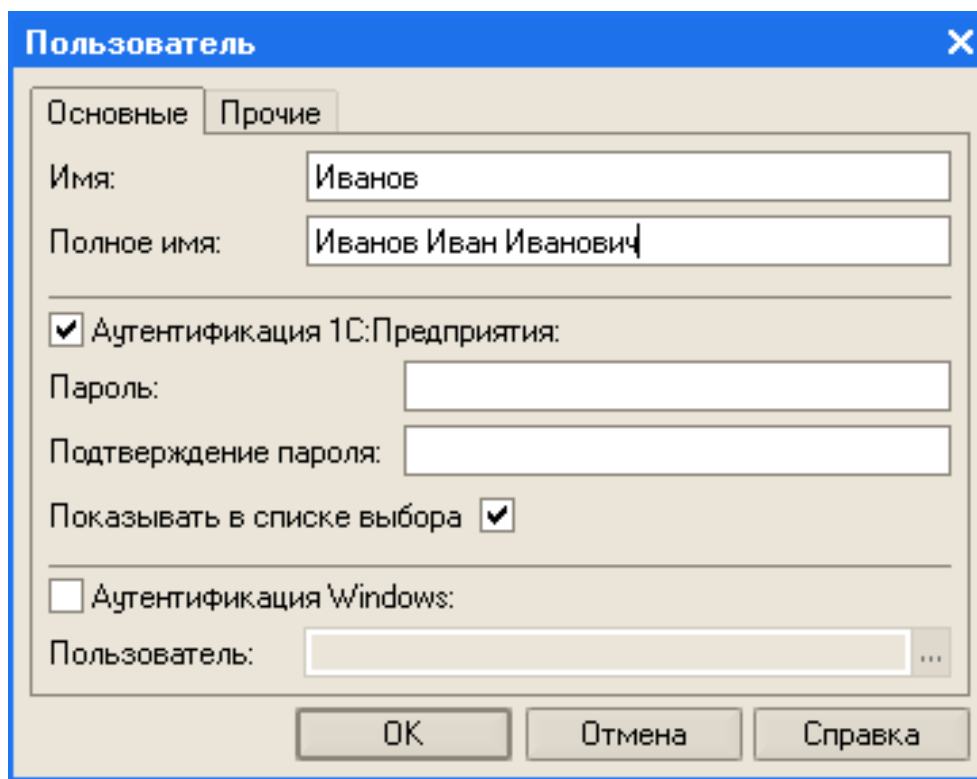 Пользователь
Основные Прочие
Имя: Иванов
Полное имя: Иванов Иван Иванович
Аутентификация 1С:Предприятия:
Пароль:
Подтверждение пароля:
Показывать в списке выбора
Аутентификация Windows:
Пользователь: ...
OK Отмена Справка